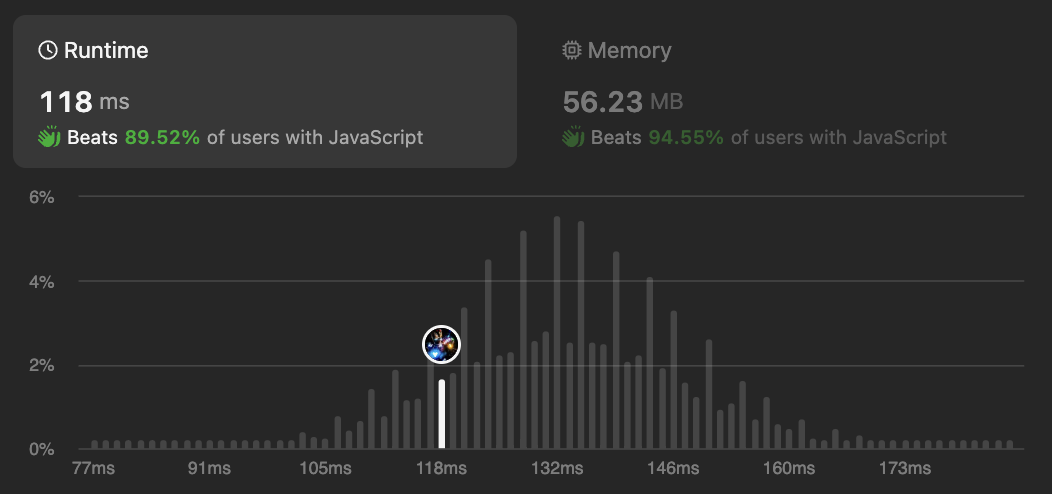 Runtime
118 ms
Beats 89.52% of users with JavaScript
Memory
56.23 MB
Beats 94.55% of users with JavaScript
6%
4%
2%
0%
77ms 91ms 105ms 118ms 132ms 146ms 160ms 173ms